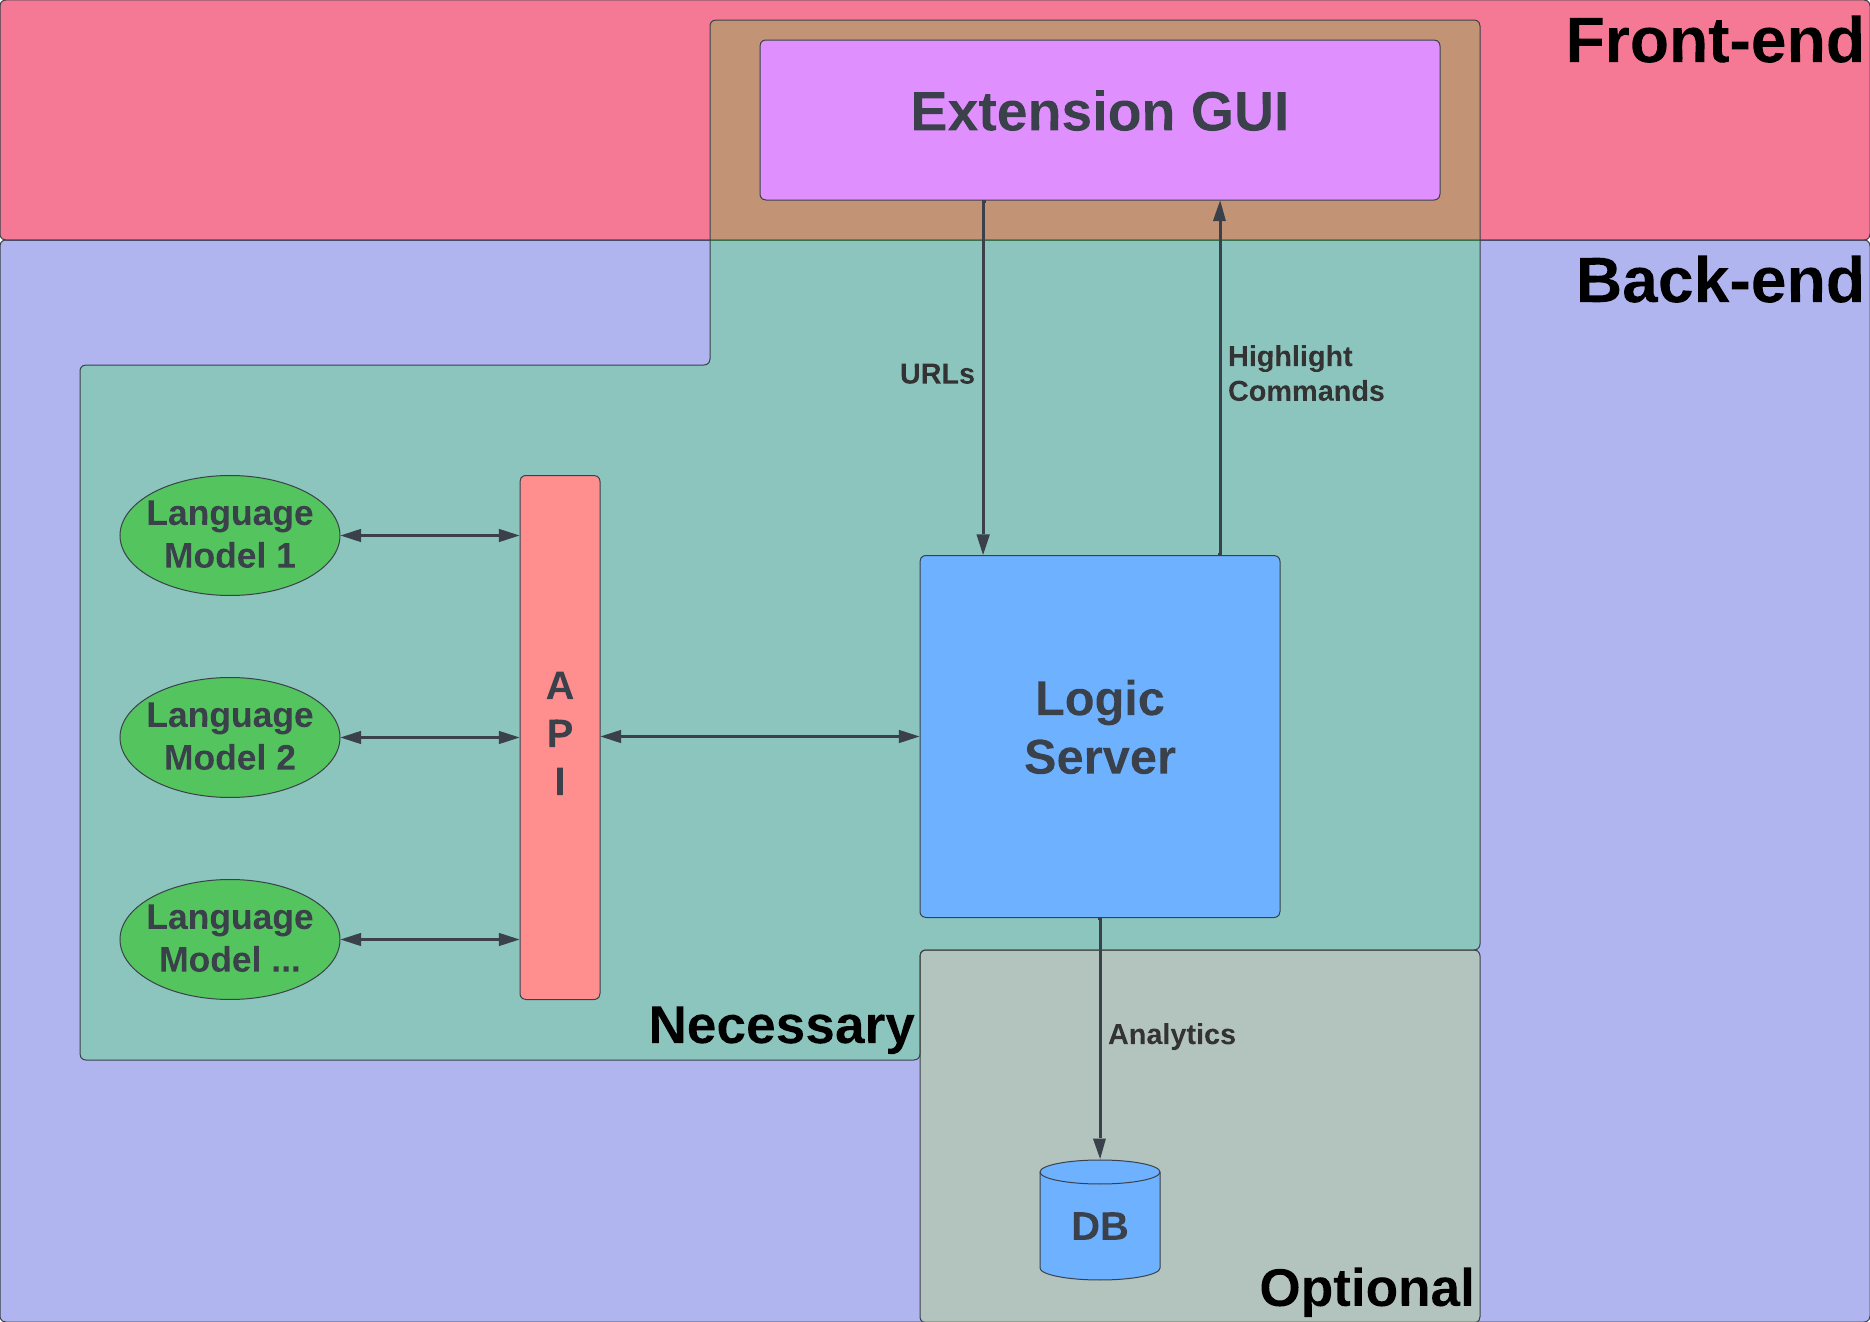 Front-end
Extension GUI
Back-end
URLs
Highlight
Commands
Language
Model 1
A
P
I
Language
Model 2
Logic
Server
Language
Model ...
Necessary
Analytics
DB
Optional